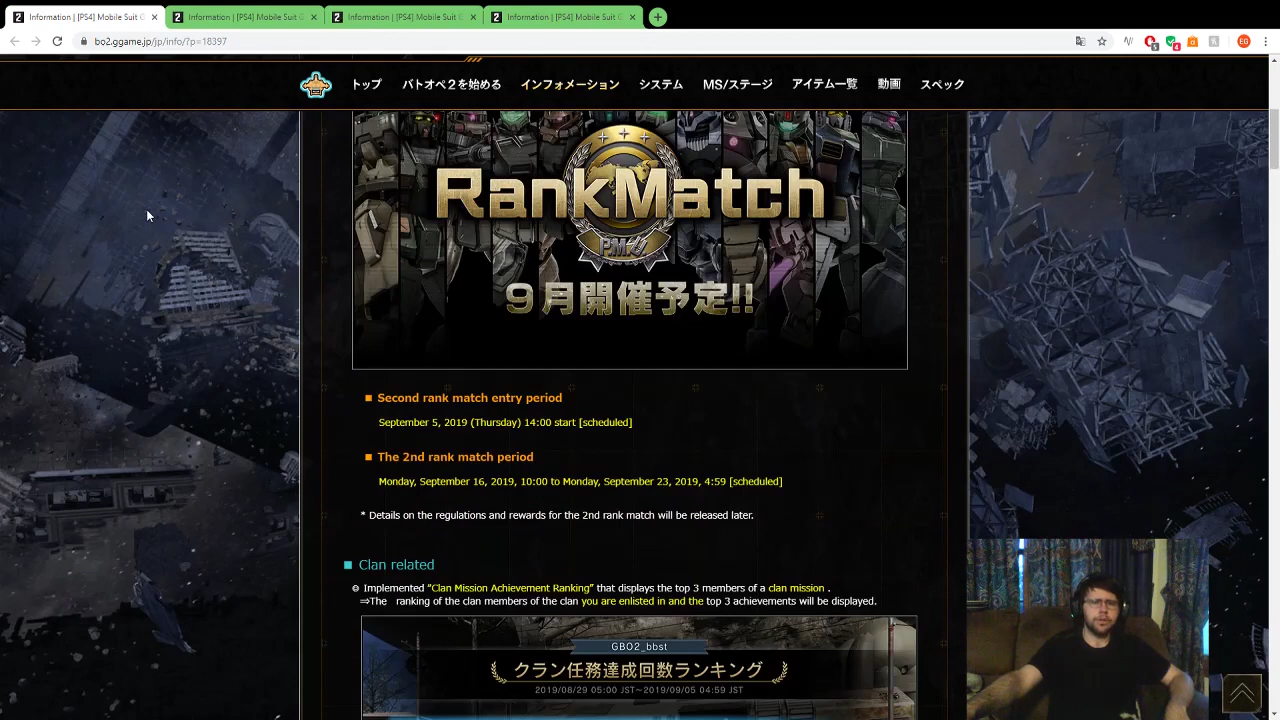 2 Information | [PS4] Mobile Suit G
2 Information | [PS4] Mobile Suit G
2 Information | [PS4] Mobile Suit G
2 Information | [PS4] Mobile Suit G
bo2.ggame.jp/jp/info/?p=18397
EG
トップ バトオペ２を始める インフォメーション システム MS/ステージ アイテム一覧 動画 スペック
RankMatch
P.M.U
９月開催予定!!
■ Second rank match entry period
September 5, 2019 (Thursday) 14:00 start [scheduled]
■ The 2nd rank match period
Monday, September 16, 2019, 10:00 to Monday, September 23, 2019, 4:59 [scheduled]
* Details on the regulations and rewards for the 2nd rank match will be released later.
■ Clan related
◎ Implemented "Clan Mission Achievement Ranking" that displays the top 3 members of a clan mission .
⇒The ranking of the clan members of the clan you are enlisted in and the top 3 achievements will be displayed.
GBO2_bbst
クラン任務達成回数ランキング
2019/08/29 05:00 JST～2019/09/05 04:59 JST